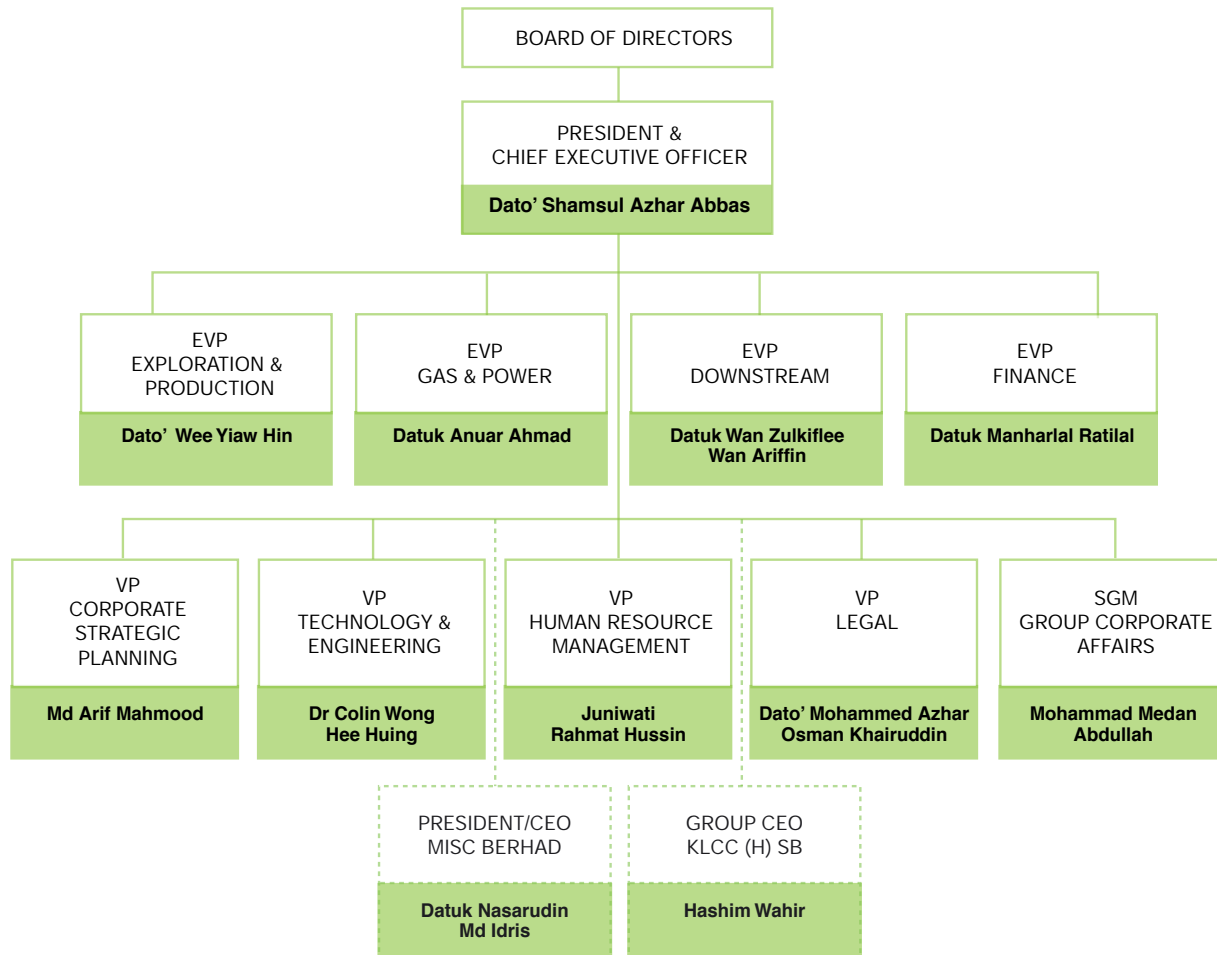 BOARD OF DIRECTORS
PRESIDENT &
CHIEF EXECUTIVE OFFICER
Dato' Shamsul Azhar Abbas
EVP
EXPLORATION &
PRODUCTION
Dato' Wee Yiaw Hin
EVP
GAS & POWER
Datuk Anuar Ahmad
EVP
DOWNSTREAM
Datuk Wan Zulkiflee
Wan Ariffin
EVP
FINANCE
Datuk Manharlal Ratilal
VP
CORPORATE
STRATEGIC
PLANNING
Md Arif Mahmood
VP
TECHNOLOGY &
ENGINEERING
Dr Colin Wong
Hee Huing
VP
HUMAN RESOURCE
MANAGEMENT
Juniwati
Rahmat Hussin
VP
LEGAL
Dato' Mohammed Azhar
Osman Khairuddin
SGM
GROUP CORPORATE
AFFAIRS
Mohammad Medan
Abdullah
PRESIDENT/CEO
MISC BERHAD
Datuk Nasarudin
Md Idris
GROUP CEO
KLCC (H) SB
Hashim Wahir